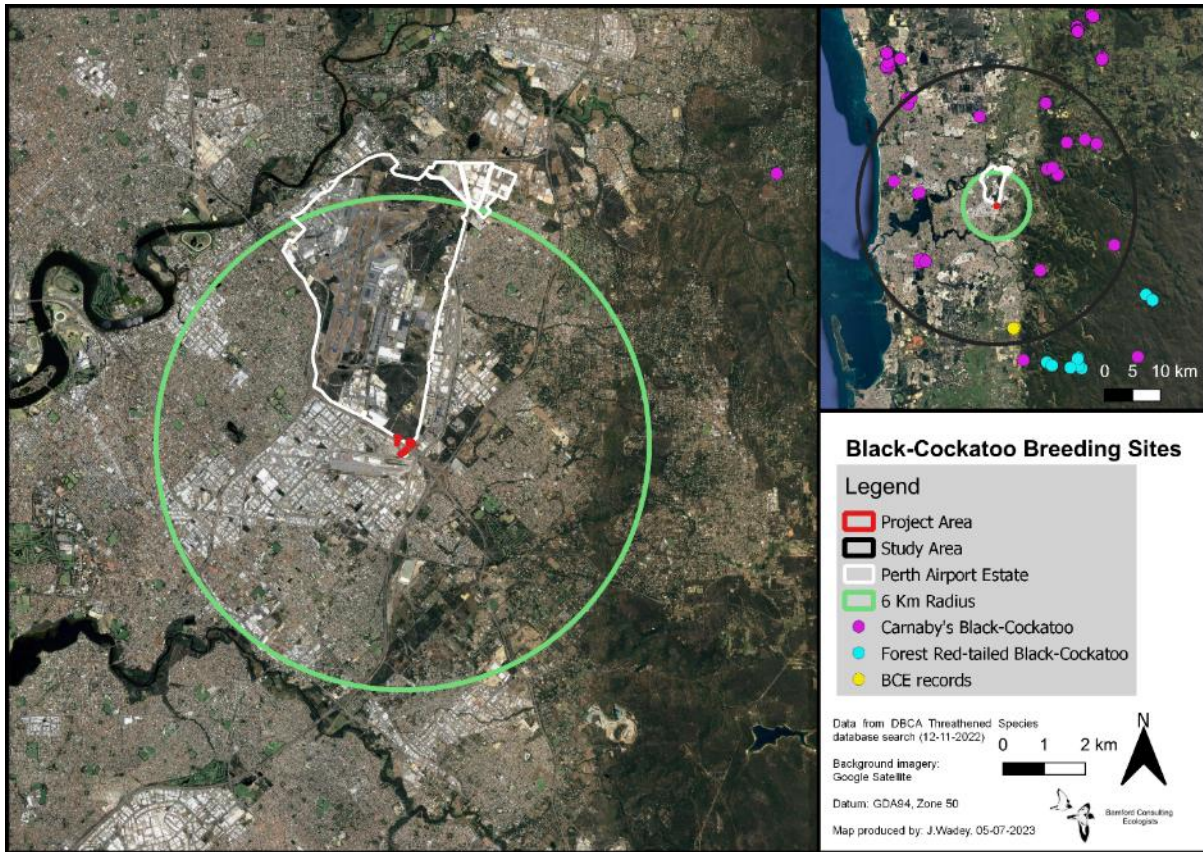 0 5 10 km
Black-Cockatoo Breeding Sites
Legend
Project Area
Study Area
Perth Airport Estate
6 Km Radius
Carnaby's Black-Cockatoo
Forest Red-tailed Black-Cockatoo
BCE records
Data from DBCA Threathened Species
database search (12-11-2022)
0 1 2 km
N
Background imagery:
Google Satellite
Datum: GDA94, Zone 50
Map produced by: J.Wadey. 05-07-2023
Bamford Consulting
Ecologists